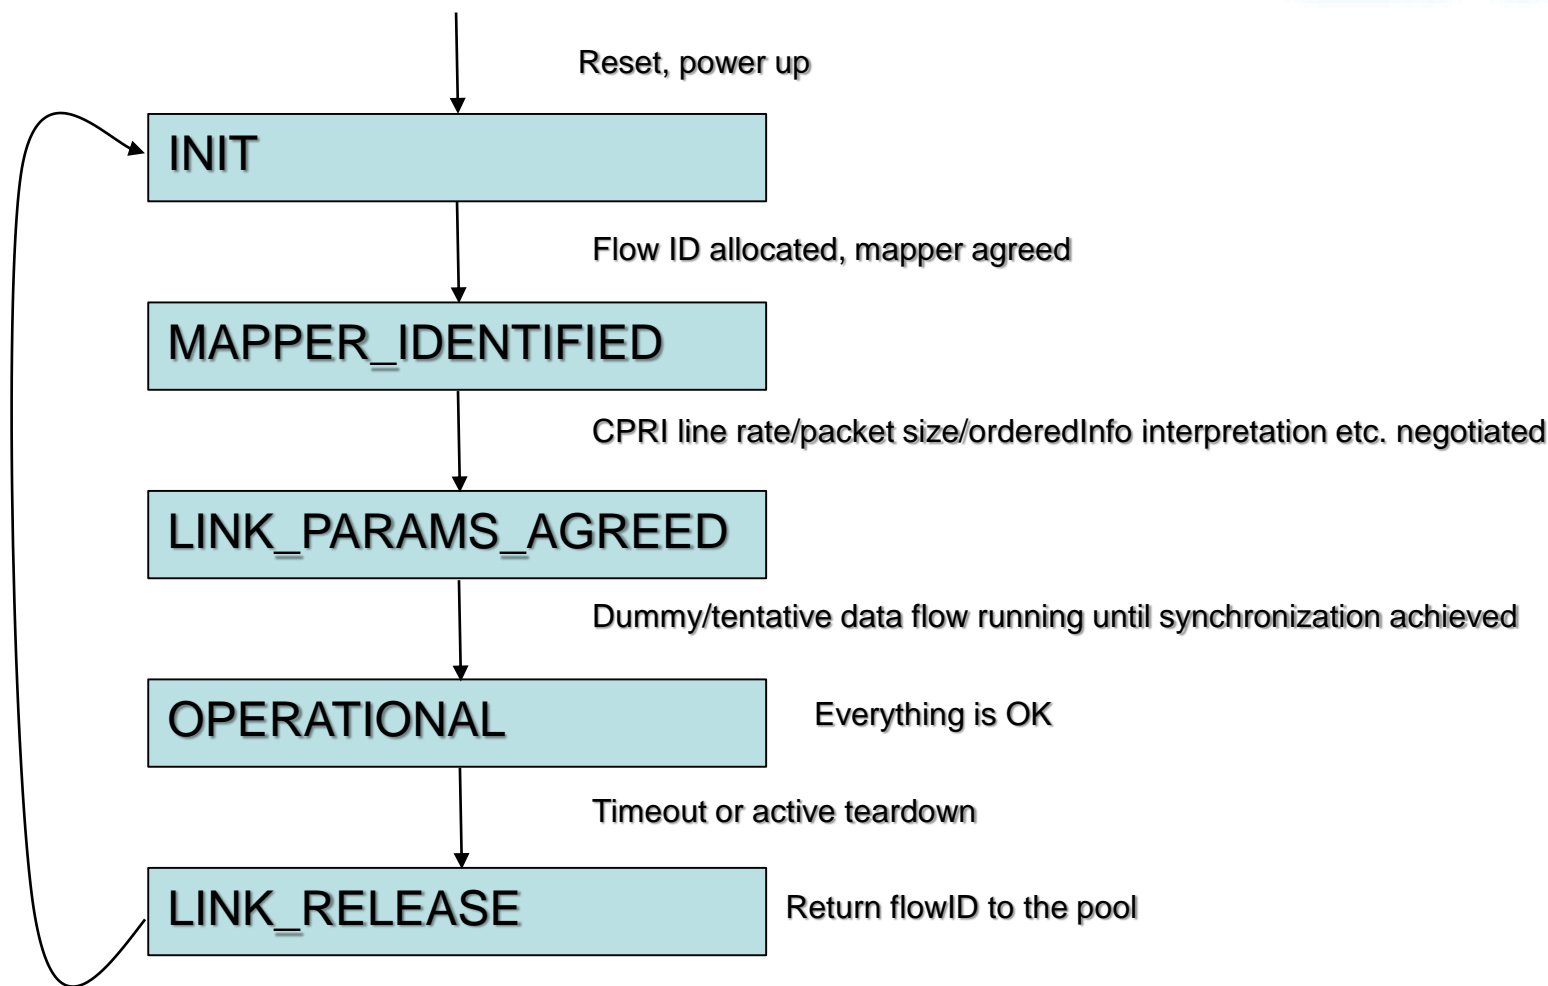 Reset, power up
INIT
Flow ID allocated, mapper agreed
MAPPER_IDENTIFIED
CPRI line rate/packet size/orderedInfo interpretation etc. negotiated
LINK_PARAMS_AGREED
Dummy/tentative data flow running until synchronization achieved
OPERATIONAL
Everything is OK
Timeout or active teardown
LINK_RELEASE
Return flowID to the pool